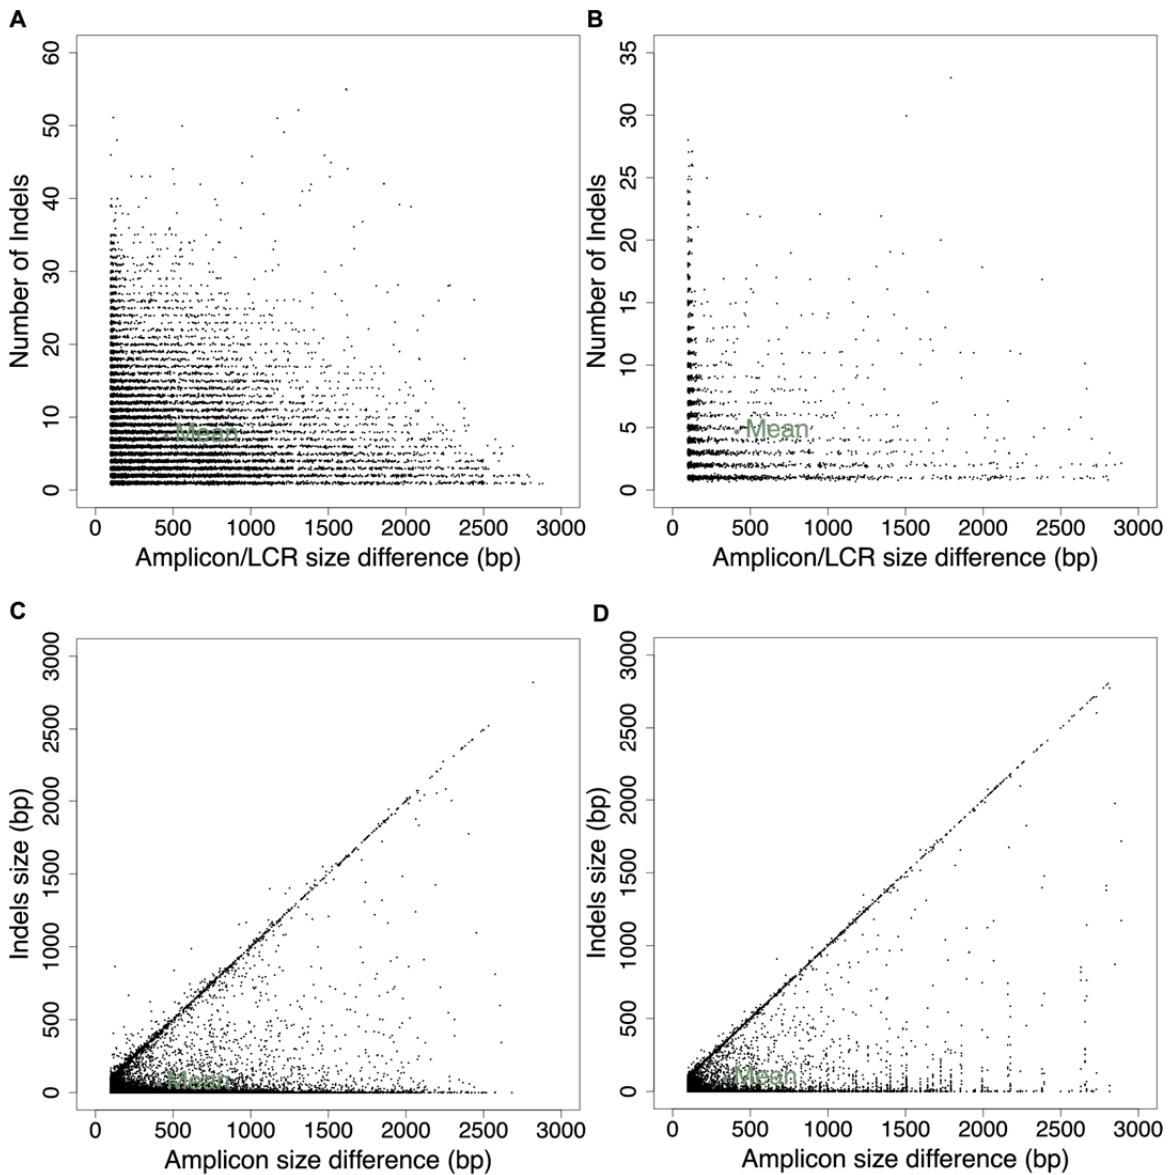 A
Number of Indels
60
50
40
30
20
10
0
Mean
0 500 1000 1500 2000 2500 3000
Amplicon/LCR size difference (bp)
B
Number of Indels
35
30
25
20
15
10
5
0
Mean
0 500 1000 1500 2000 2500 3000
Amplicon/LCR size difference (bp)
C
Indels size (bp)
3000
2500
2000
1500
1000
500
0
Mean
0 500 1000 1500 2000 2500 3000
Amplicon size difference (bp)
D
Indels size (bp)
3000
2500
2000
1500
1000
500
0
Mean
0 500 1000 1500 2000 2500 3000
Amplicon size difference (bp)